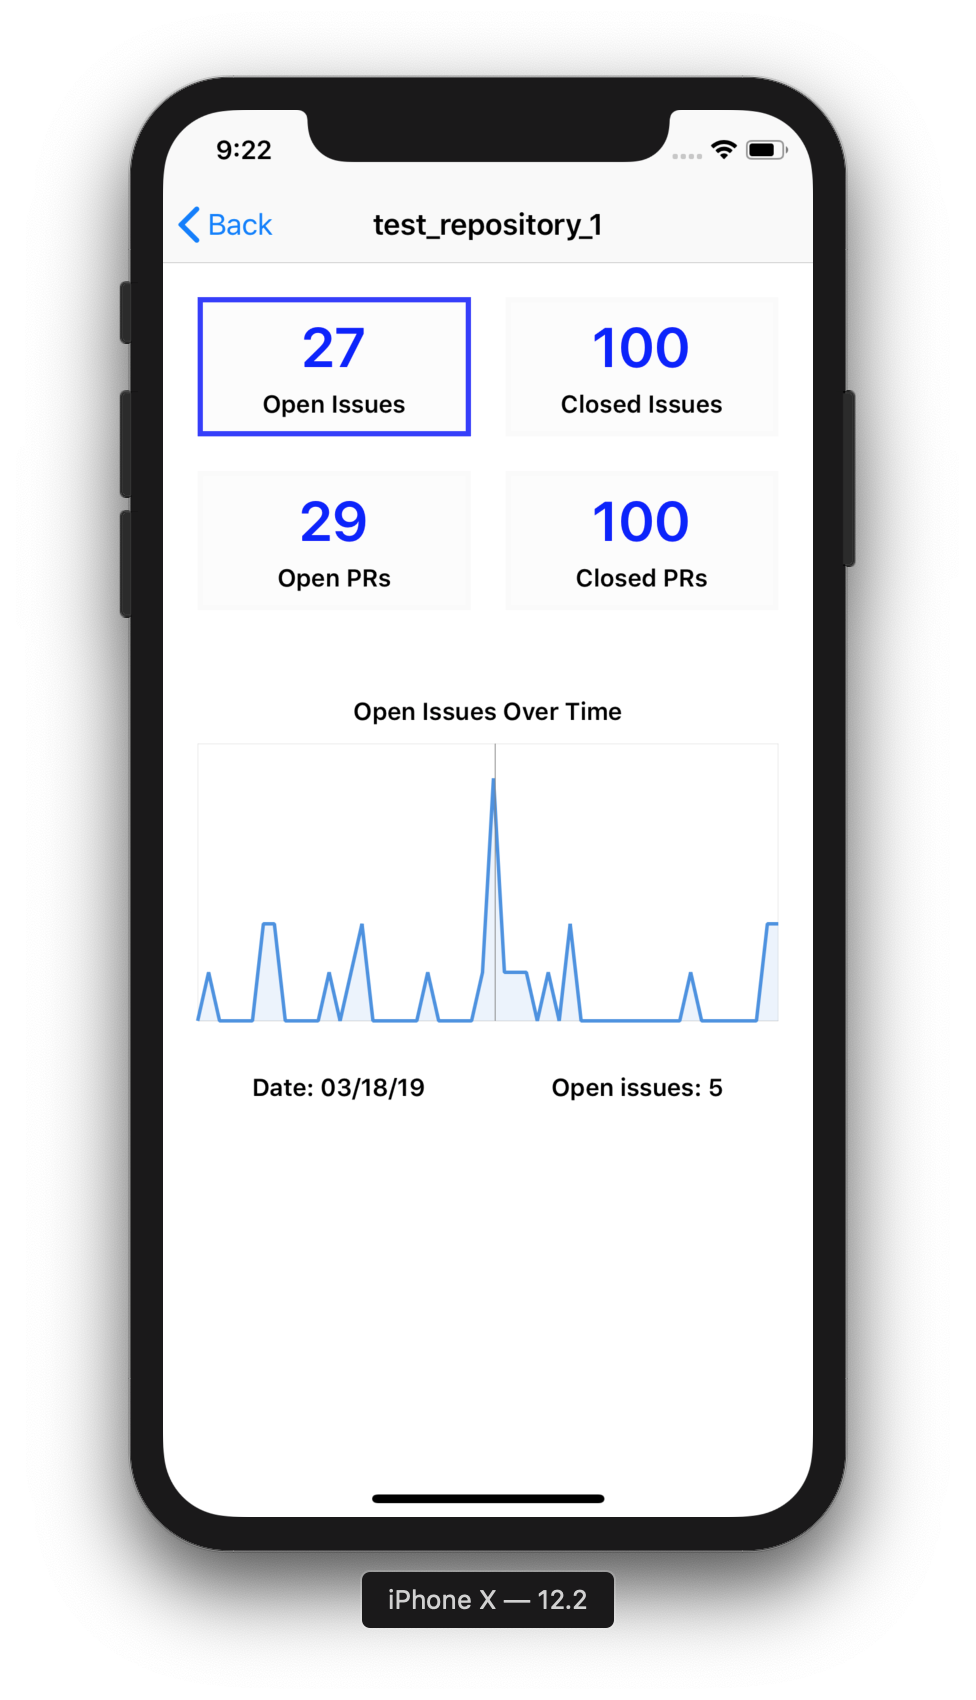 9:22
Back
test_repository_1
27
Open Issues
100
Closed Issues
29
Open PRs
100
Closed PRs
Open Issues Over Time
Date: 03/18/19
Open issues: 5
iPhone X — 12.2